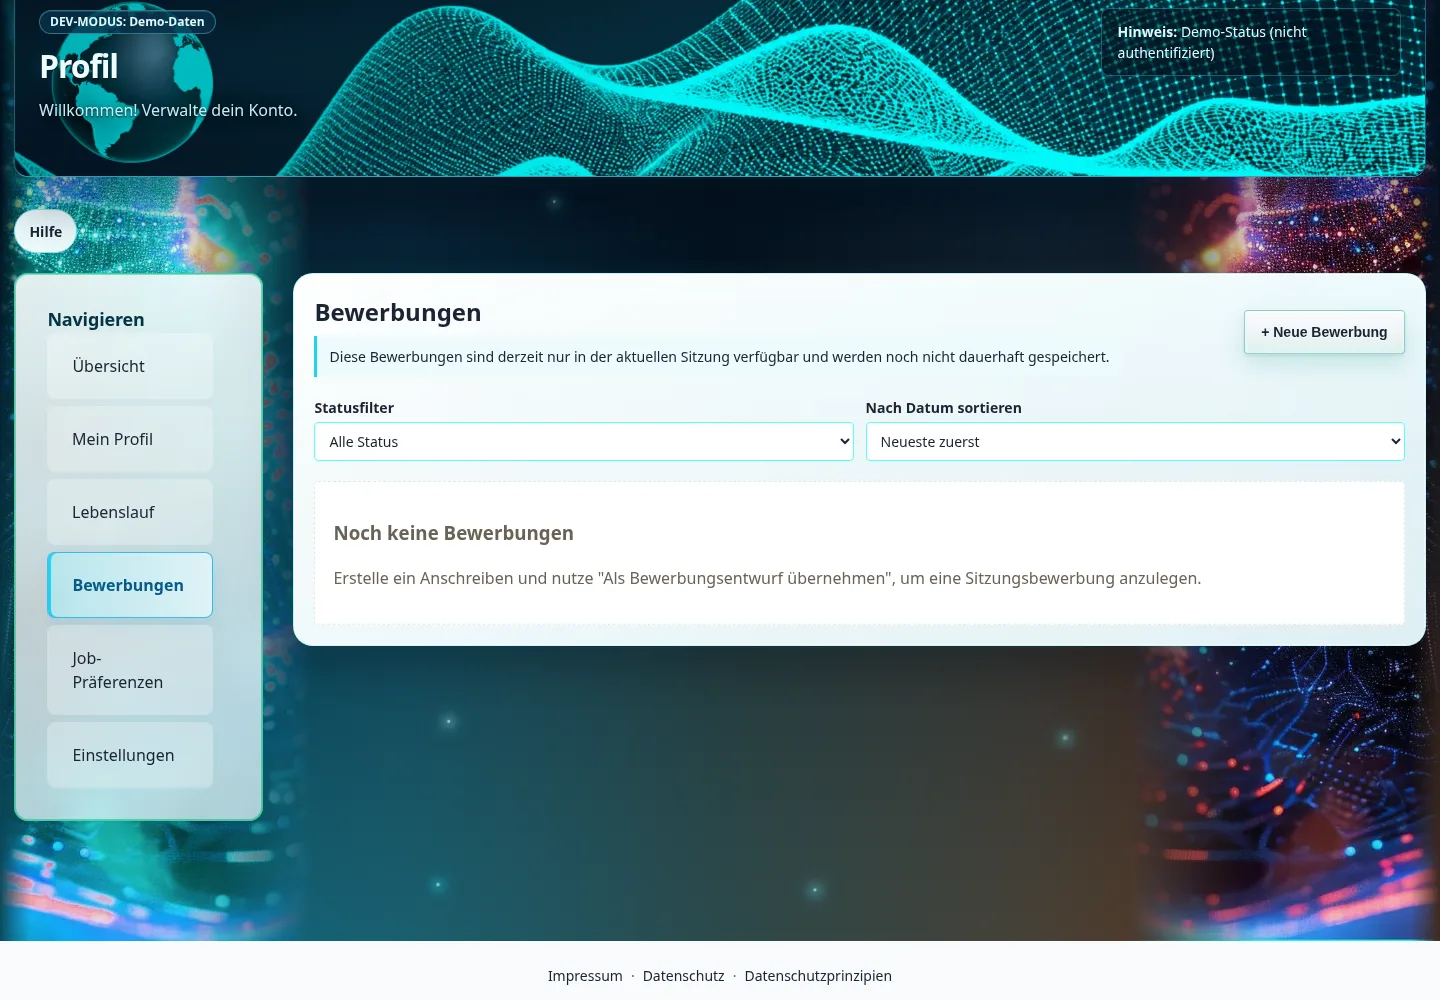 DEV-MODUS: Demo-Daten
Profil
Willkommen! Verwalte dein Konto.
Hinweis: Demo-Status (nicht
authentifiziert)
Hilfe
Navigieren
Übersicht
Mein Profil
Lebenslauf
Bewerbungen
Job-
Präferenzen
Einstellungen
Bewerbungen
Diese Bewerbungen sind derzeit nur in der aktuellen Sitzung verfügbar und werden noch nicht dauerhaft gespeichert.
+ Neue Bewerbung
Statusfilter
Alle Status
Nach Datum sortieren
Neueste zuerst
Noch keine Bewerbungen
Erstelle ein Anschreiben und nutze "Als Bewerbungsentwurf übernehmen", um eine Sitzungsbewerbung anzulegen.
Impressum · Datenschutz · Datenschutzprinzipien